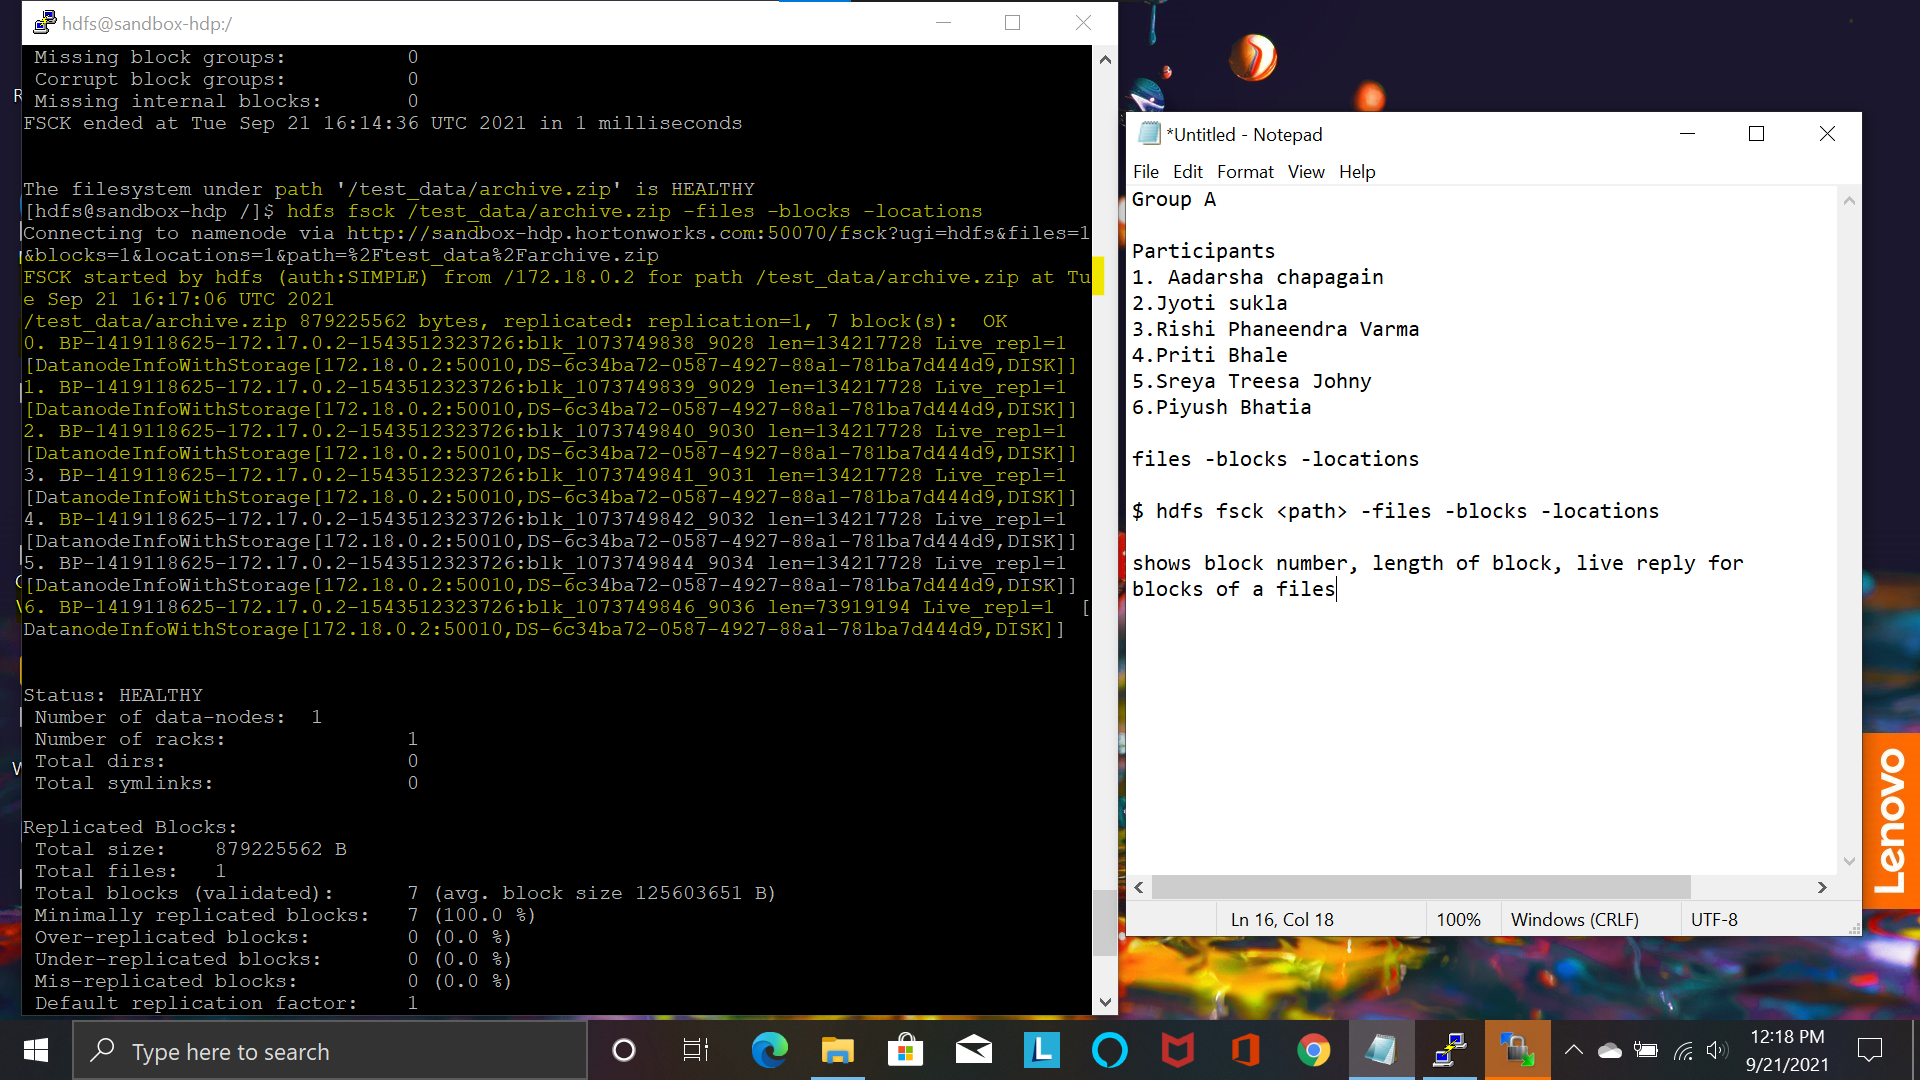 hdfs@sandbox-hdp:/
Missing block groups: 0
Corrupt block groups: 0
Missing internal blocks: 0
FSCK ended at Tue Sep 21 16:14:36 UTC 2021 in 1 milliseconds
The filesystem under path '/test_data/archive.zip' is HEALTHY
[hdfs@sandbox-hdp /]$ hdfs fsck /test_data/archive.zip -files -blocks -locations
Connecting to namenode via http://sandbox-hdp.hortonworks.com:50070/fsck?ugi=hdfs&files=1
&blocks=1&locations=1&path=%2Ftest_data%2Farchive.zip
FSCK started by hdfs (auth:SIMPLE) from /172.18.0.2 for path /test_data/archive.zip at Tu
e Sep 21 16:17:06 UTC 2021
/test_data/archive.zip 879225562 bytes, replicated: replication=1, 7 block(s):  OK
0. BP-1419118625-172.17.0.2-1543512323726:blk_1073749838_9028 len=134217728 Live_repl=1
[DatanodeInfoWithStorage[172.18.0.2:50010,DS-6c34ba72-0587-4927-88a1-781ba7d444d9,DISK]]
1. BP-1419118625-172.17.0.2-1543512323726:blk_1073749839_9029 len=134217728 Live_repl=1
[DatanodeInfoWithStorage[172.18.0.2:50010,DS-6c34ba72-0587-4927-88a1-781ba7d444d9,DISK]]
2. BP-1419118625-172.17.0.2-1543512323726:blk_1073749840_9030 len=134217728 Live_repl=1
[DatanodeInfoWithStorage[172.18.0.2:50010,DS-6c34ba72-0587-4927-88a1-781ba7d444d9,DISK]]
3. BP-1419118625-172.17.0.2-1543512323726:blk_1073749841_9031 len=134217728 Live_repl=1
[DatanodeInfoWithStorage[172.18.0.2:50010,DS-6c34ba72-0587-4927-88a1-781ba7d444d9,DISK]]
4. BP-1419118625-172.17.0.2-1543512323726:blk_1073749842_9032 len=134217728 Live_repl=1
[DatanodeInfoWithStorage[172.18.0.2:50010,DS-6c34ba72-0587-4927-88a1-781ba7d444d9,DISK]]
5. BP-1419118625-172.17.0.2-1543512323726:blk_1073749844_9034 len=134217728 Live_repl=1
[DatanodeInfoWithStorage[172.18.0.2:50010,DS-6c34ba72-0587-4927-88a1-781ba7d444d9,DISK]]
6. BP-1419118625-172.17.0.2-1543512323726:blk_1073749846_9036 len=73919194 Live_repl=1  [
DatanodeInfoWithStorage[172.18.0.2:50010,DS-6c34ba72-0587-4927-88a1-781ba7d444d9,DISK]]
Status: HEALTHY
Number of data-nodes: 1
Number of racks: 1
Total dirs: 0
Total symlinks: 0
Replicated Blocks:
Total size: 879225562 B
Total files: 1
Total blocks (validated): 7 (avg. block size 125603651 B)
Minimally replicated blocks: 7 (100.0 %)
Over-replicated blocks: 0 (0.0 %)
Under-replicated blocks: 0 (0.0 %)
Mis-replicated blocks: 0 (0.0 %)
Default replication factor: 1
*Untitled - Notepad
File Edit Format View Help
Group A
Participants
1. Aadarsha chapagain
2.Jyoti sukla
3.Rishi Phaneendra Varma
4.Priti Bhale
5.Sreya Treesa Johny
6.Piyush Bhatia
files -blocks -locations
$ hdfs fsck <path> -files -blocks -locations
shows block number, length of block, live reply for
blocks of a files
Ln 16, Col 18 100% Windows (CRLF) UTF-8
Lenovo
Type here to search
L
12:18 PM
9/21/2021